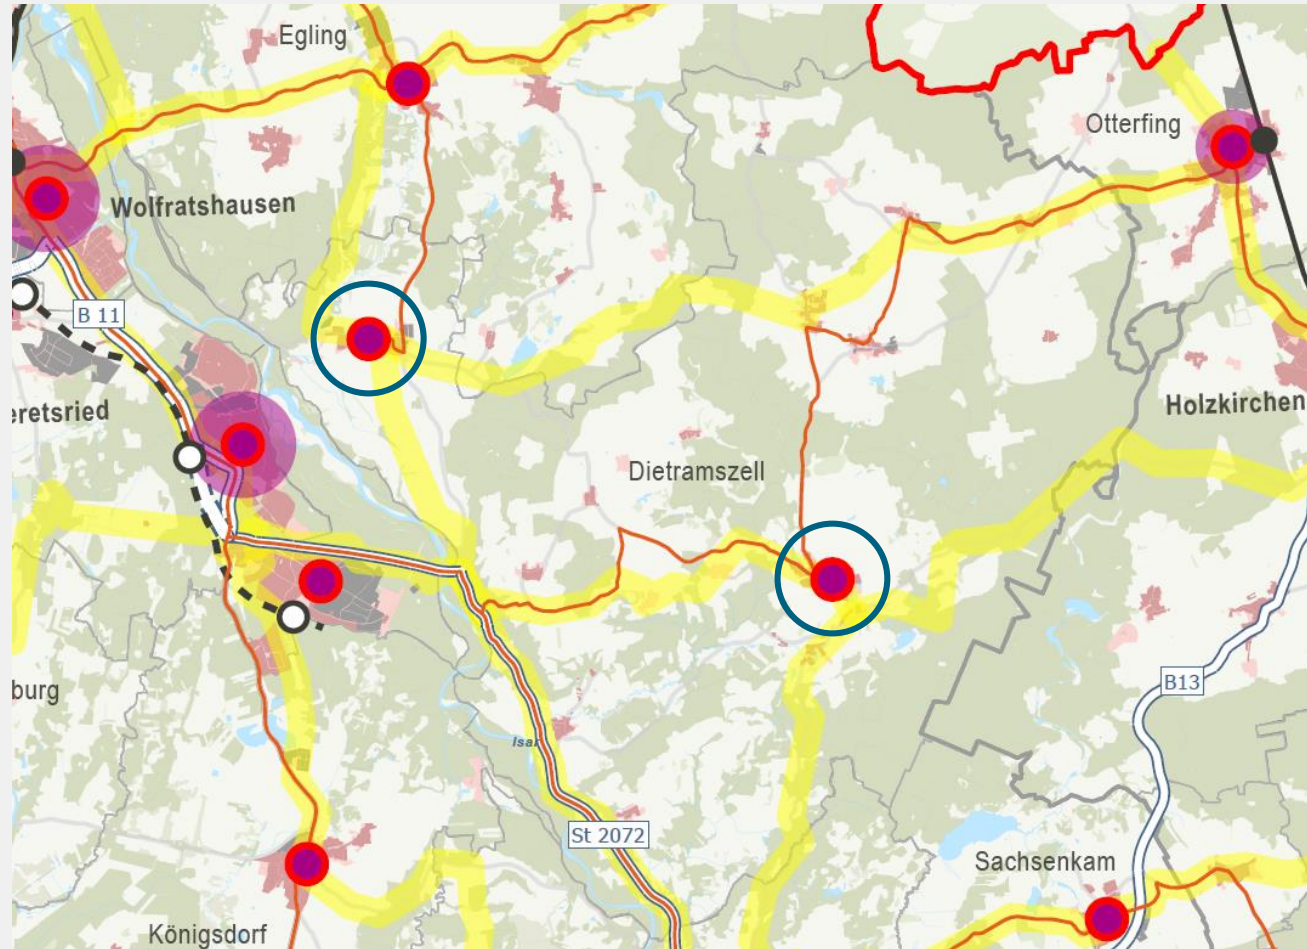 Egling
Otterfing
Wolfratshausen
B 11
eretsried
Holzkirchen
Dietramszell
burg
B13
Isar
St 2072
Sachsenkam
Königsdorf